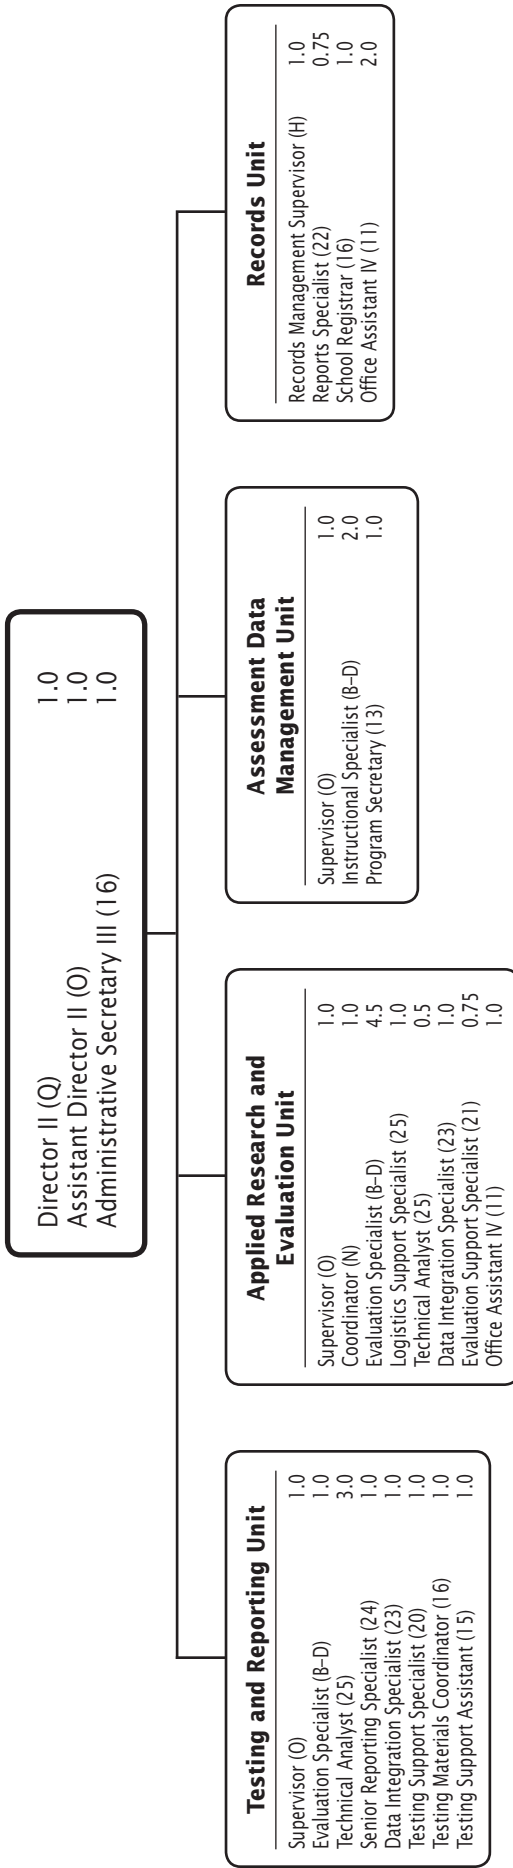 Director II (Q) 1.0
Assistant Director II (O) 1.0
Administrative Secretary III (16) 1.0
Testing and Reporting Unit
Supervisor (O) 1.0
Evaluation Specialist (B–D) 1.0
Technical Analyst (25) 3.0
Senior Reporting Specialist (24) 1.0
Data Integration Specialist (23) 1.0
Testing Support Specialist (20) 1.0
Testing Materials Coordinator (16) 1.0
Testing Support Assistant (15) 1.0
Applied Research and
Evaluation Unit
Supervisor (O) 1.0
Coordinator (N) 1.0
Evaluation Specialist (B–D) 4.5
Logistics Support Specialist (25) 1.0
Technical Analyst (25) 0.5
Data Integration Specialist (23) 1.0
Evaluation Support Specialist (21) 0.75
Office Assistant IV (11) 1.0
Assessment Data
Management Unit
Supervisor (O) 1.0
Instructional Specialist (B–D) 2.0
Program Secretary (13) 1.0
Records Unit
Records Management Supervisor (H) 1.0
Reports Specialist (22) 0.75
School Registrar (16) 1.0
Office Assistant IV (11) 2.0